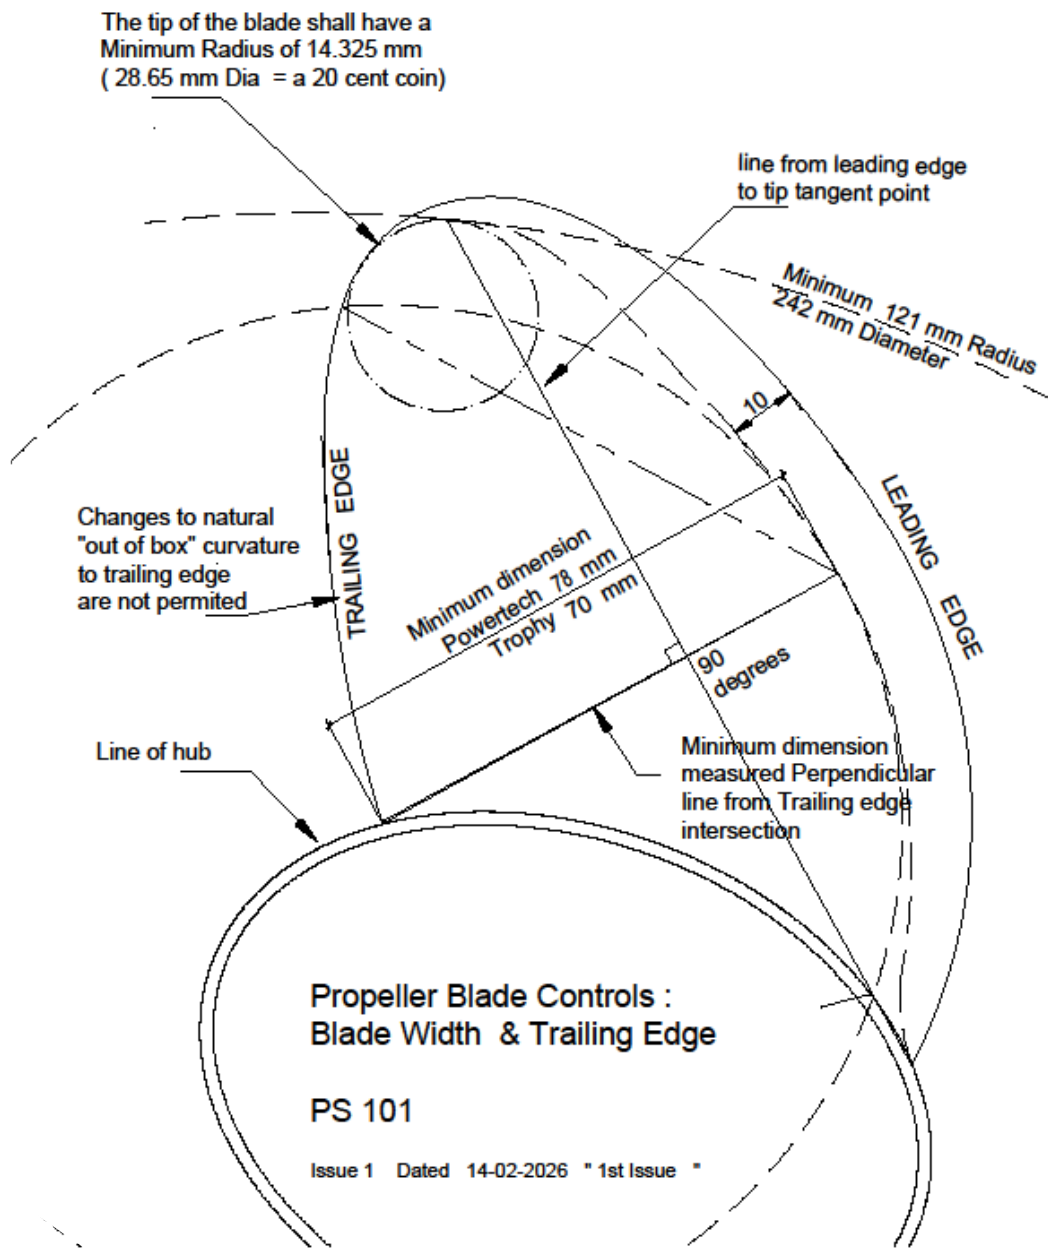 The tip of the blade shall have a
Minimum Radius of 14.325 mm
( 28.65 mm Dia  = a 20 cent coin)
line from leading edge
to tip tangent point
Minimum  121 mm Radius
242 mm Diameter
10
LEADING EDGE
TRAILING EDGE
Changes to natural
"out of box" curvature
to trailing edge
are not permited
Minimum dimension
Powertech  78  mm
Trophy  70  mm
90
degrees
Line of hub
Minimum dimension
measured Perpendicular
line from Trailing edge
intersection
Propeller Blade Controls :
Blade Width  & Trailing Edge
PS 101
Issue 1    Dated   14-02-2026   " 1st Issue   "